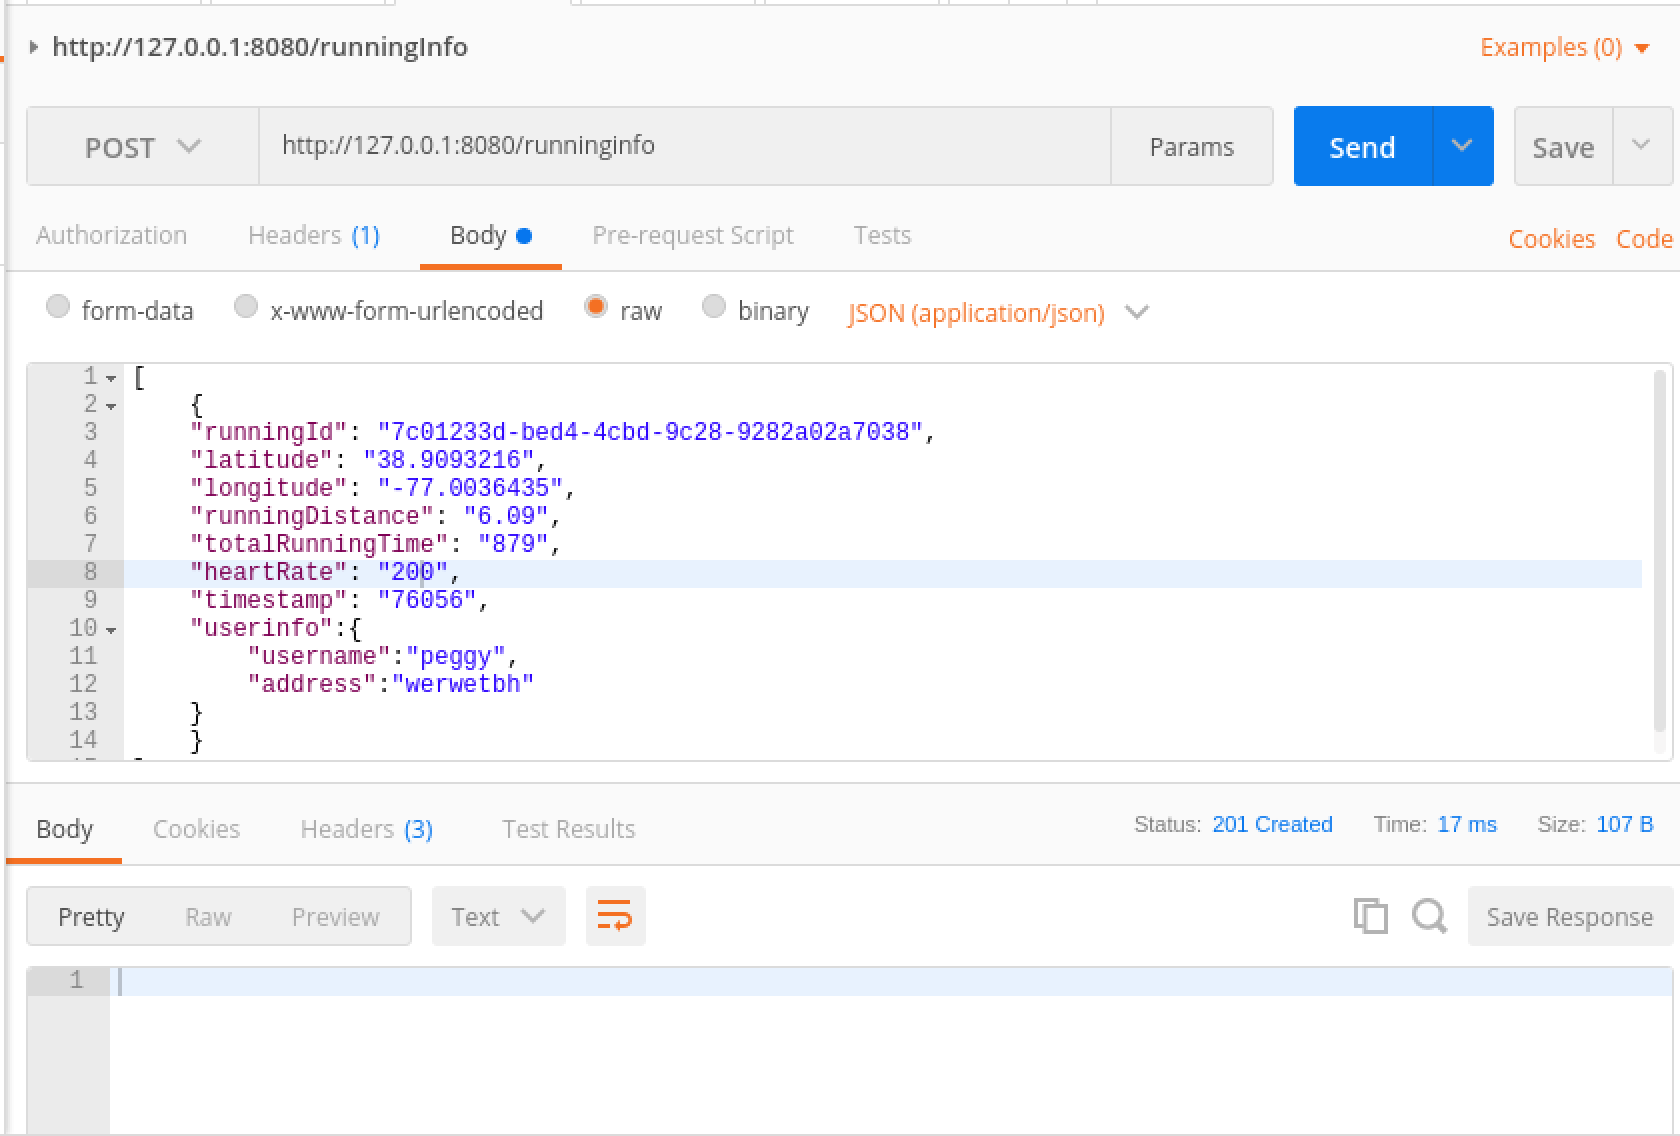 http://127.0.0.1:8080/runningInfo Examples (0)
POST http://127.0.0.1:8080/runninginfo Params Send Save
Authorization Headers (1) Body Pre-request Script Tests Cookies Code
form-data x-www-form-urlencoded raw binary JSON (application/json)
1 [
2 {
3 "runningId": "7c01233d-bed4-4cbd-9c28-9282a02a7038",
4 "latitude": "38.9093216",
5 "longitude": "-77.0036435",
6 "runningDistance": "6.09",
7 "totalRunningTime": "879",
8 "heartRate": "200",
9 "timestamp": "76056",
10 "userinfo":{
11 "username":"peggy",
12 "address":"werwetbh"
13 }
14 }
Body Cookies Headers (3) Test Results Status: 201 Created Time: 17 ms Size: 107 B
Pretty Raw Preview Text Save Response
1